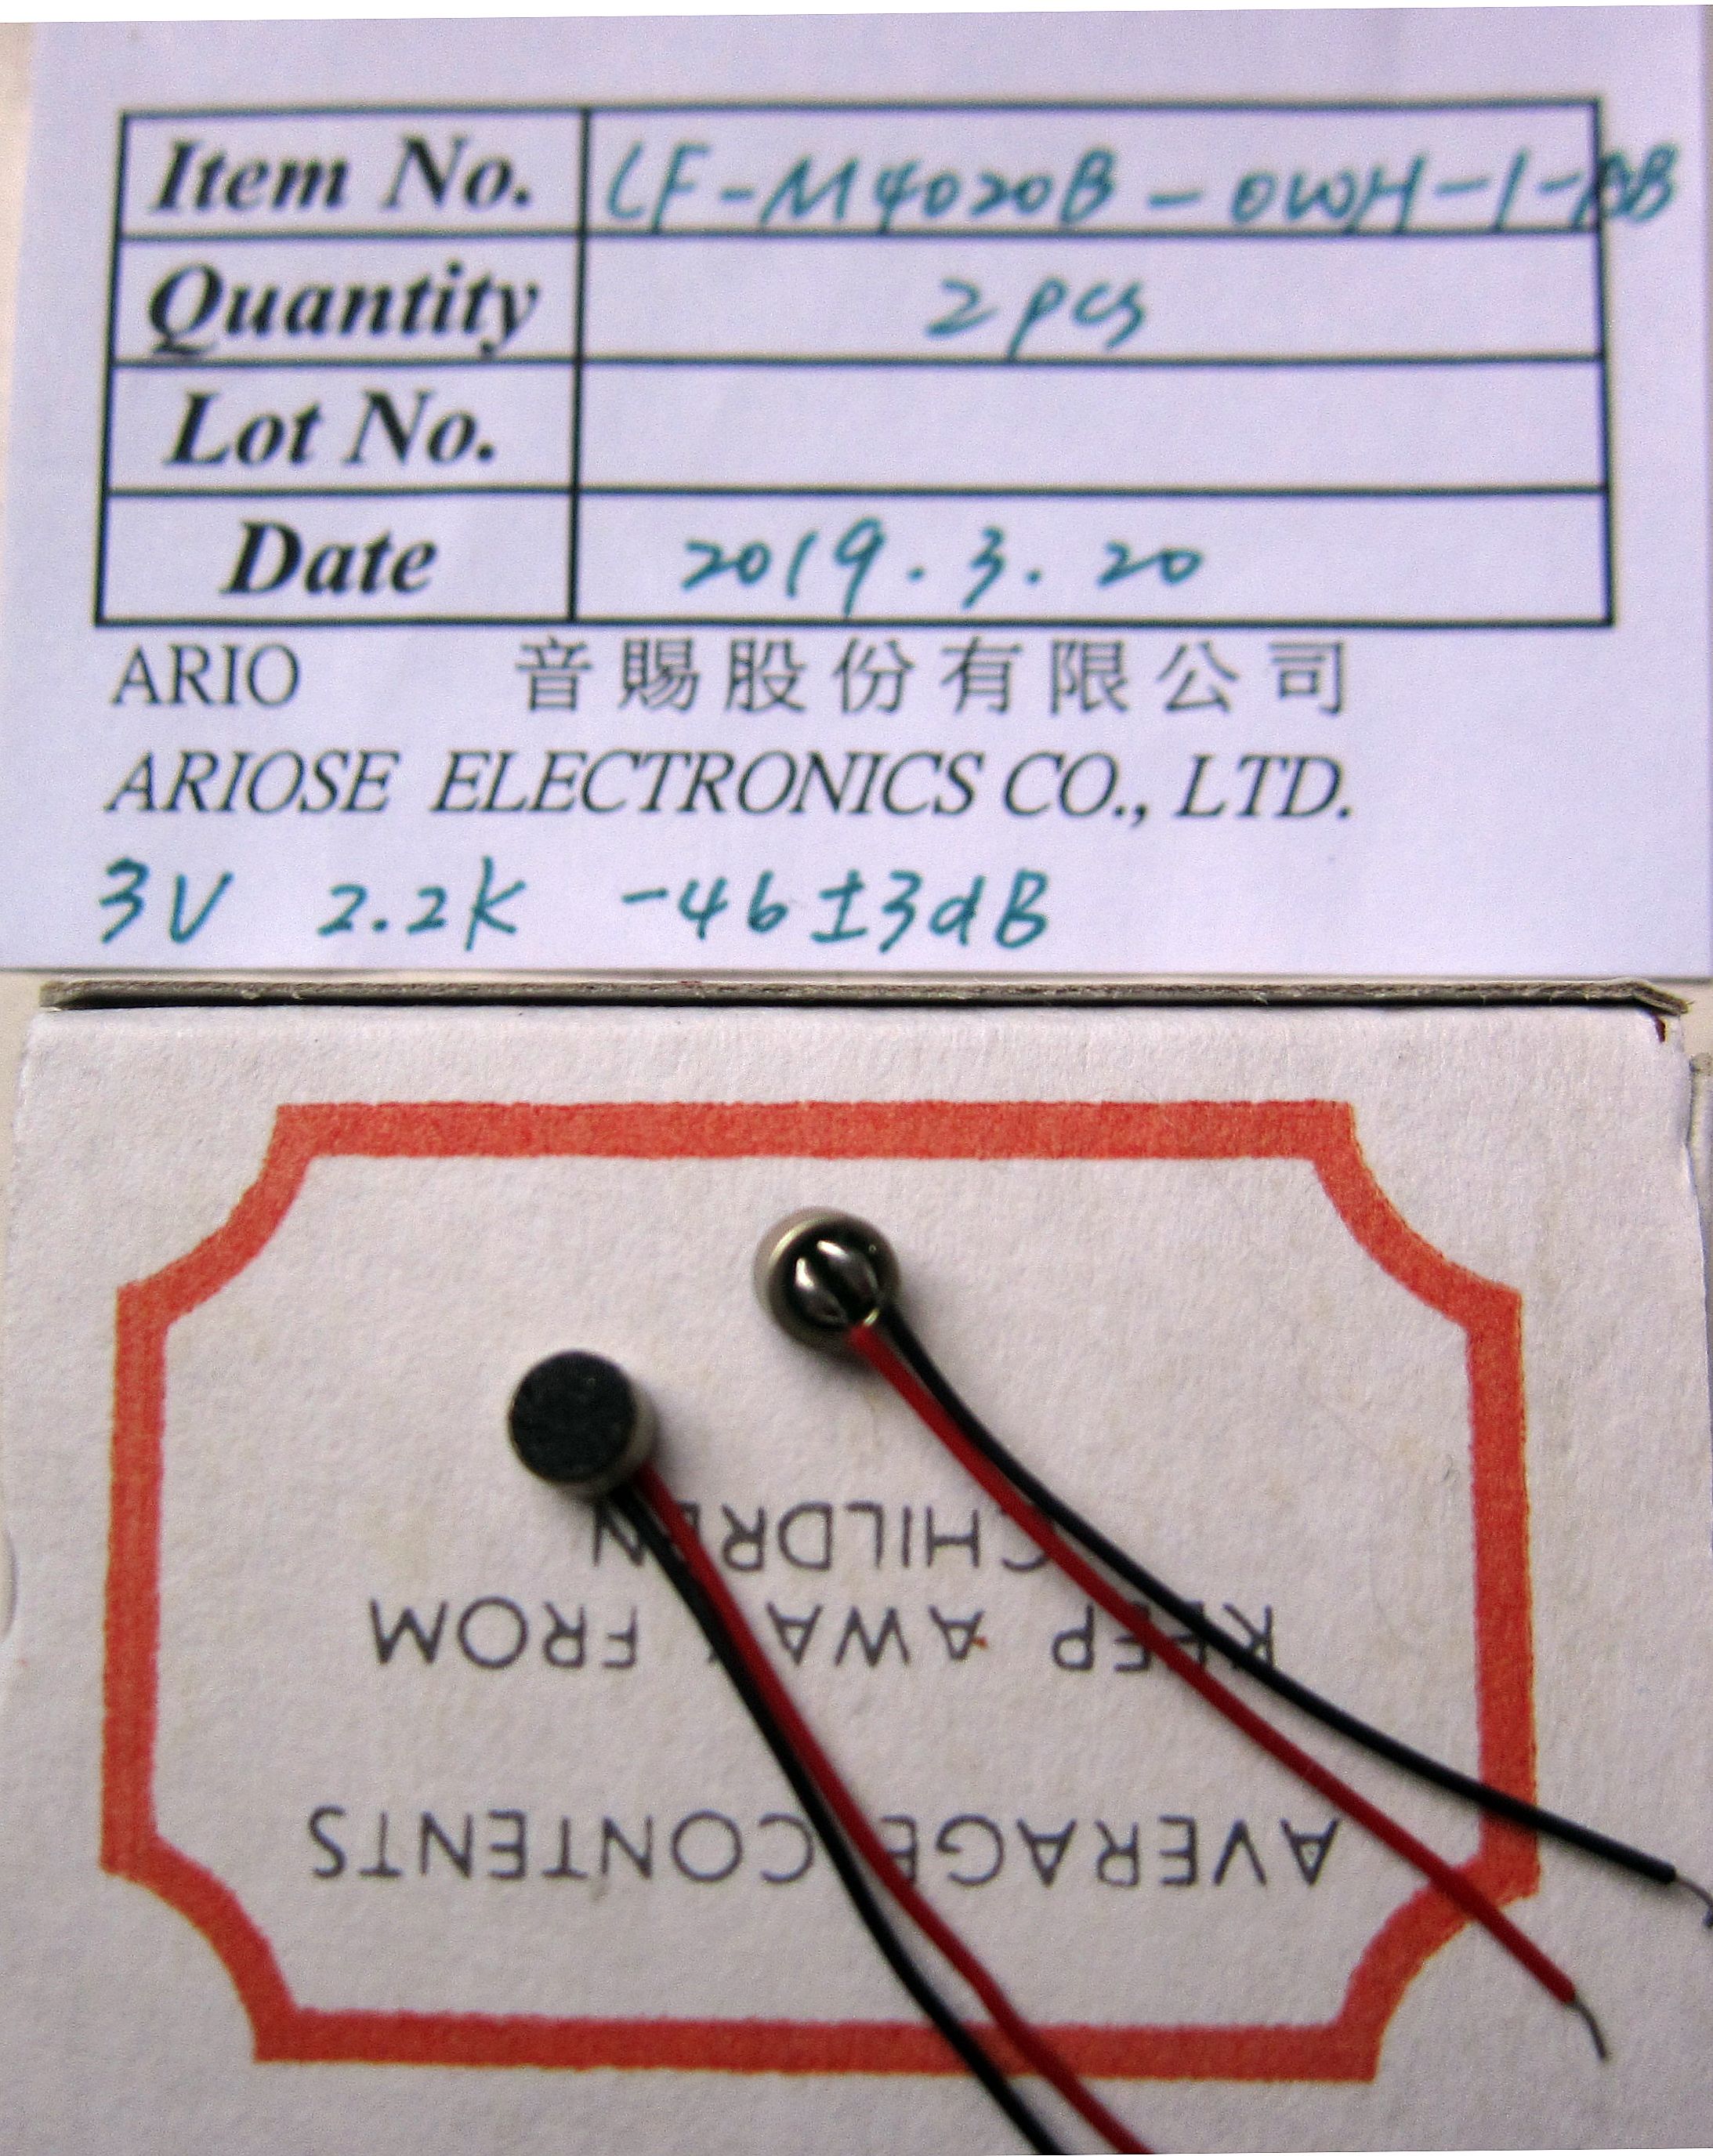 Item No. LF-M4020B-OWH-1-BB
Quantity 2pcs
Lot No.
Date 2019.3.20
ARIO 音賜股份有限公司
ARIOSE ELECTRONICS CO., LTD.
3V 2.2K -46±3dB
AVERAGE CONTENTS
KEEP AWAY FROM
CHILDREN